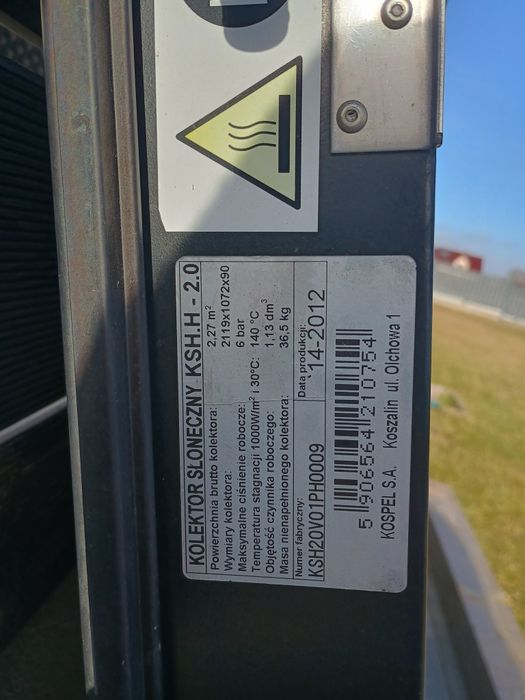 KOLEKTOR SŁONECZNY KSH.H - 2.0
Powierzchnia brutto kolektora: 2,27 m²
Wymiary kolektora: 2119x1072x90
Maksymalne ciśnienie robocze: 6 bar
Temperatura stagnacji 1000W/m² i 30°C: 140 °C
Objętość czynnika roboczego: 1,13 dm³
Masa nienapełnionego kolektora: 36,5 kg
Numer fabryczny:
KSH20W01PH0009
Data produkcji:
'14-2012
5 906564 210754
KOSPEL S.A. Koszalin ul. Olchowa 1